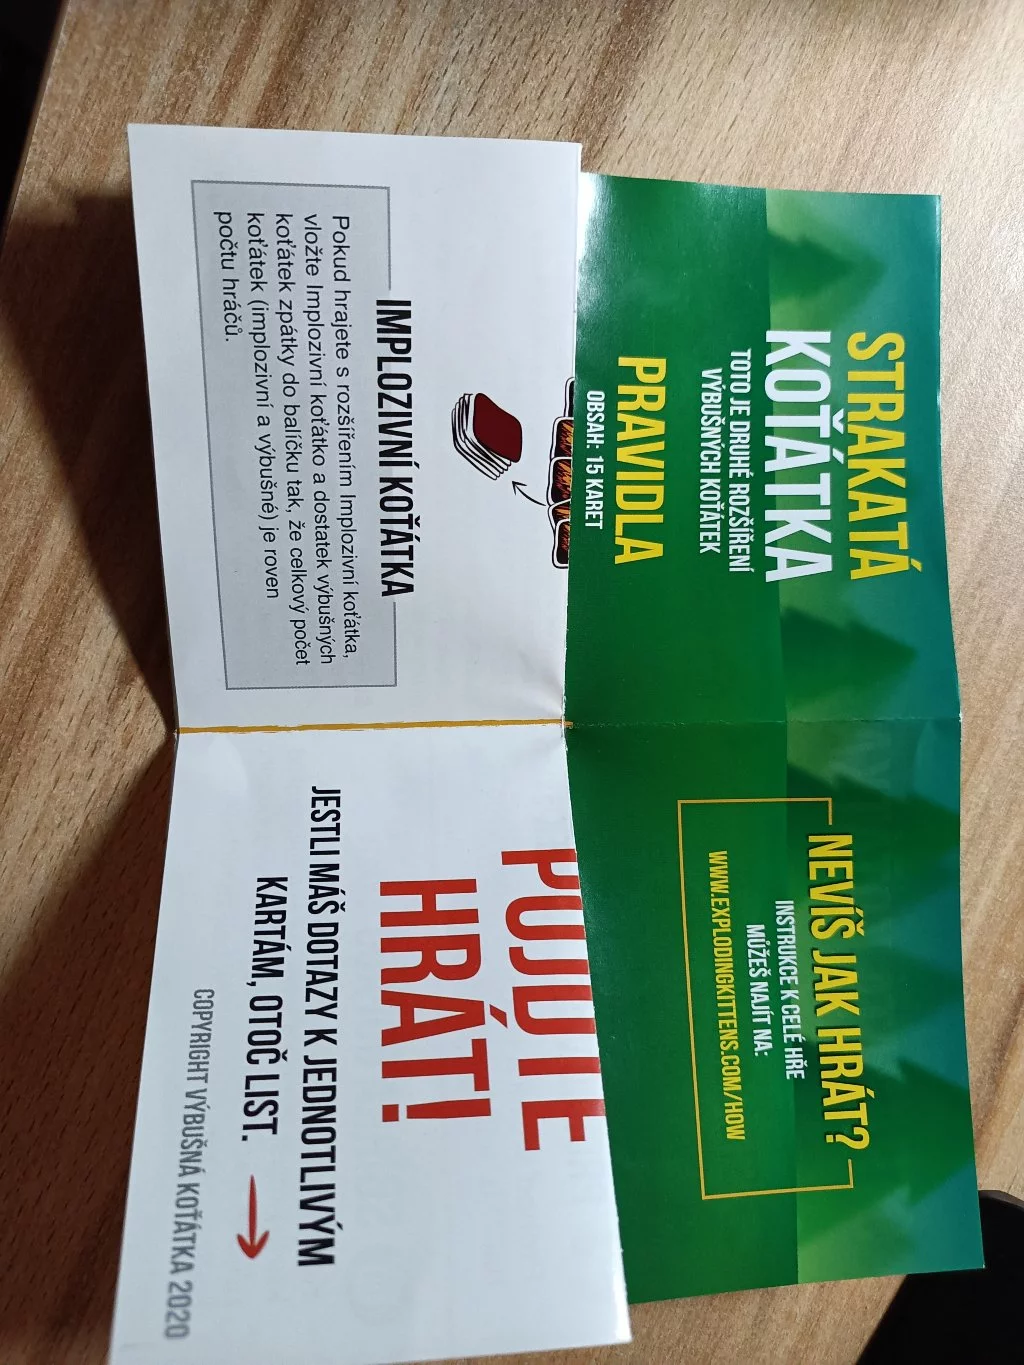 STRAKATÁ
KOŤÁTKA
TOTO JE DRUHÉ ROZŠÍŘENÍ
VÝBUŠNÝCH KOŤÁTEK
PRAVIDLA
OBSAH: 15 KARET
NEVÍŠ JAK HRÁT?
INSTRUKCE K CELÉ HŘE
MŮŽEŠ NAJÍT NA:
WWW.EXPLODINGKITTENS.COM/HOW
IMPLOZIVNÍ KOŤÁTKA
Pokud hrajete s rozšířením Implozivní koťátka,
vložte Implozivní koťátko a dostatek výbušných
koťátek zpátky do balíčku tak, že celkový počet
koťátek (implozivní a výbušné) je roven
počtu hráčů.
POJĎTE
HRÁT!
JESTLI MÁŠ DOTAZY K JEDNOTLIVÝM
KARTÁM, OTOČ LIST.
COPYRIGHT VÝBUŠNÁ KOŤÁTKA 2020